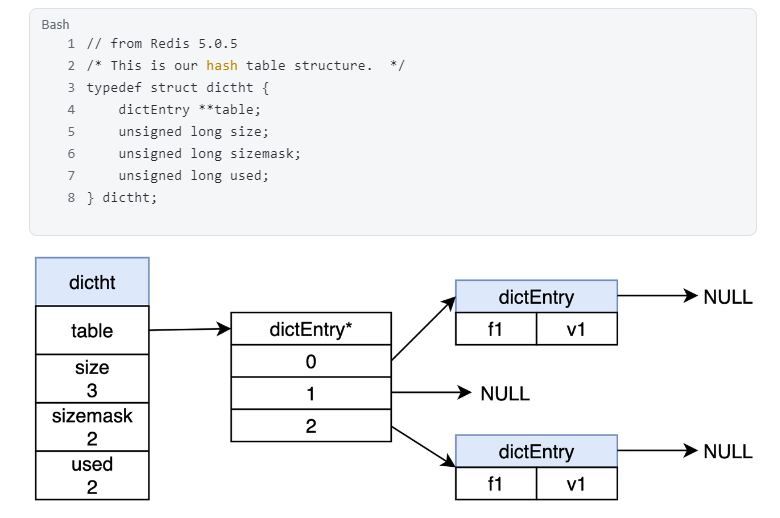 Bash
1 // from Redis 5.0.5
2 /* This is our hash table structure.  */
3 typedef struct dictht {
4     dictEntry **table;
5     unsigned long size;
6     unsigned long sizemask;
7     unsigned long used;
8 } dictht;
dictht
table
size
3
sizemask
2
used
2
dictEntry*
0
1
2
dictEntry
f1 v1
NULL
NULL
dictEntry
f1 v1
NULL